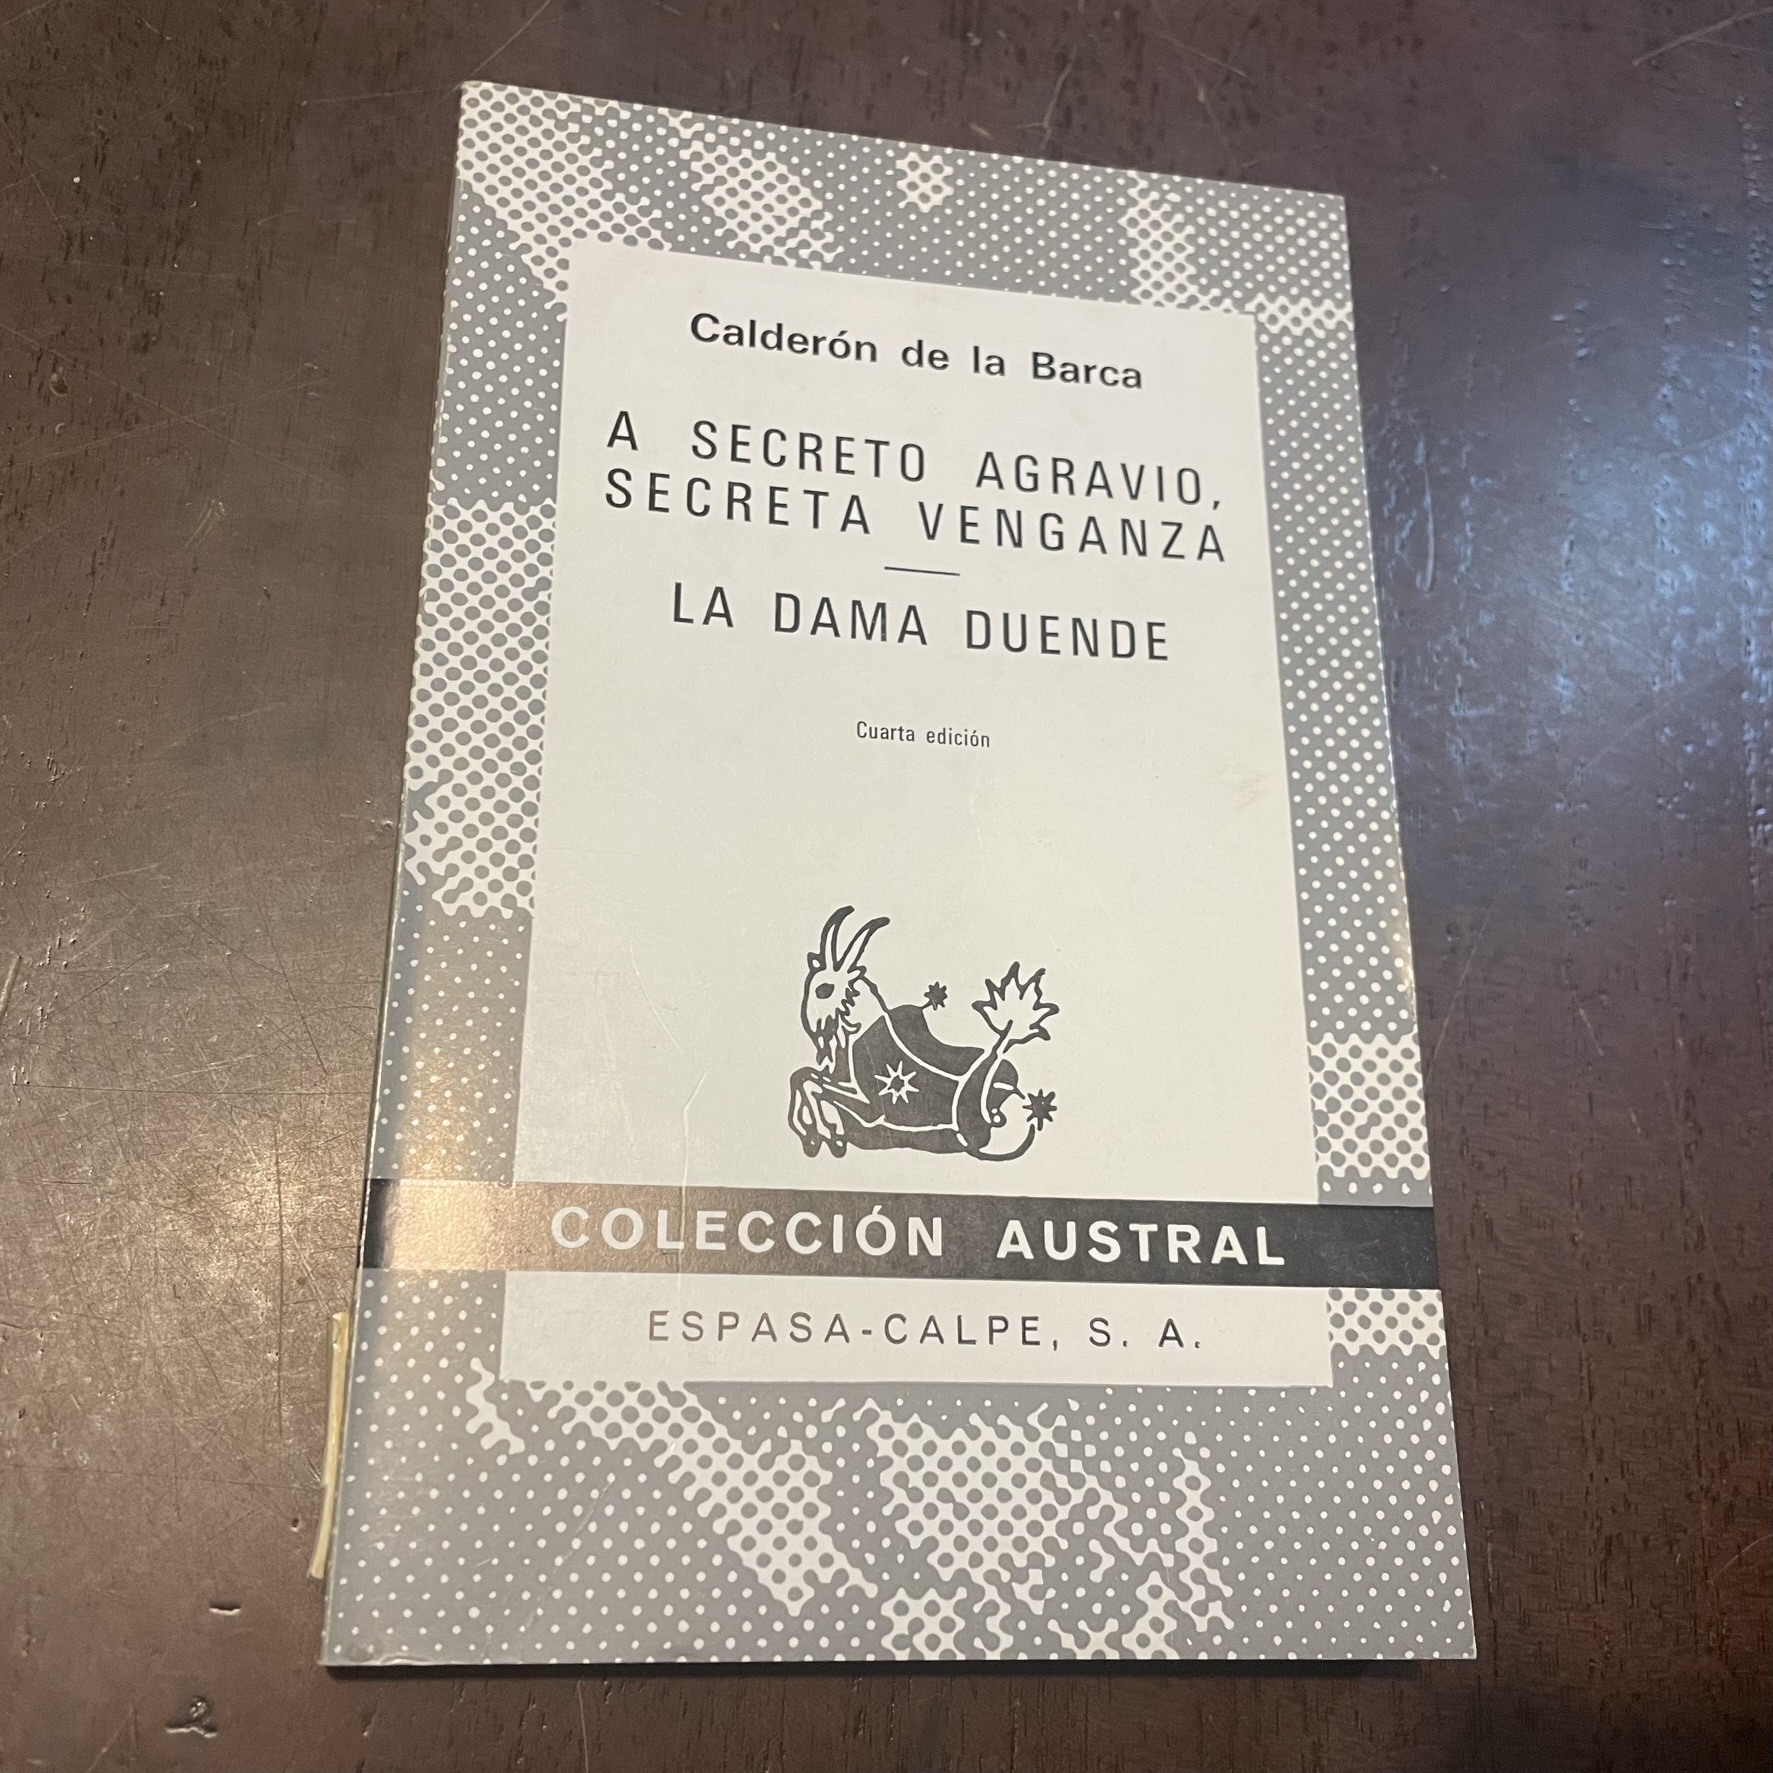 Calderón de la Barca
A SECRETO AGRAVIO,
SECRETA VENGANZA
LA DAMA DUENDE
Cuarta edición
COLECCIÓN AUSTRAL
ESPASA-CALPE, S. A.